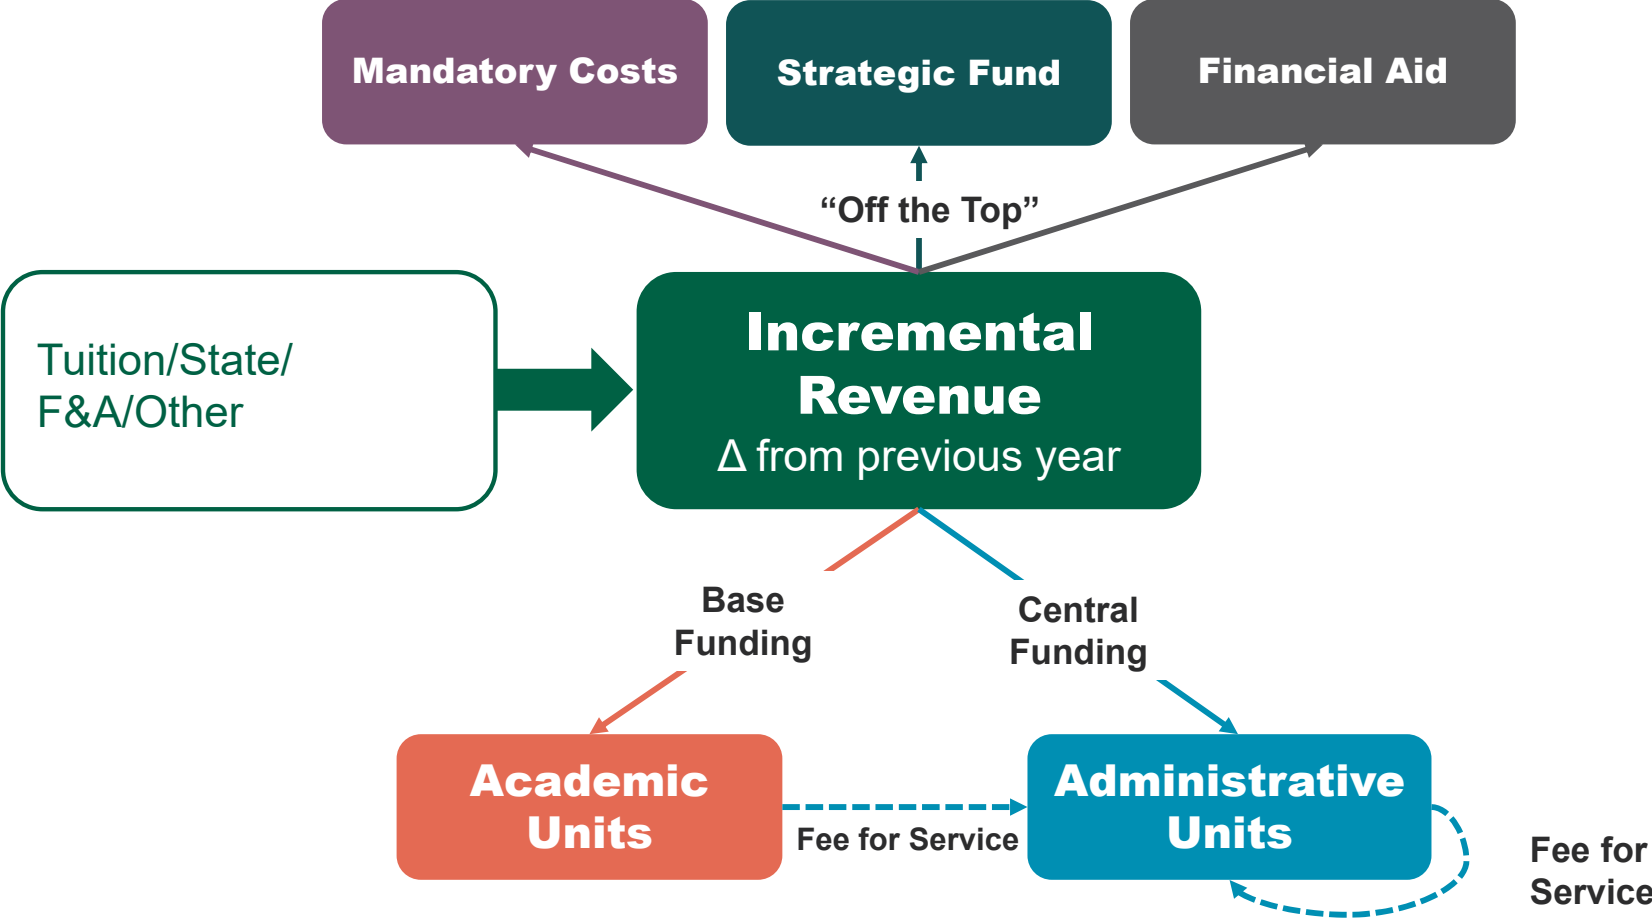 Mandatory Costs
Strategic Fund
Financial Aid
“Off the Top”
Tuition/State/
F&A/Other
Incremental
Revenue
Δ from previous year
Base
Funding
Central
Funding
Academic
Units
Fee for Service
Administrative
Units
Fee for
Service